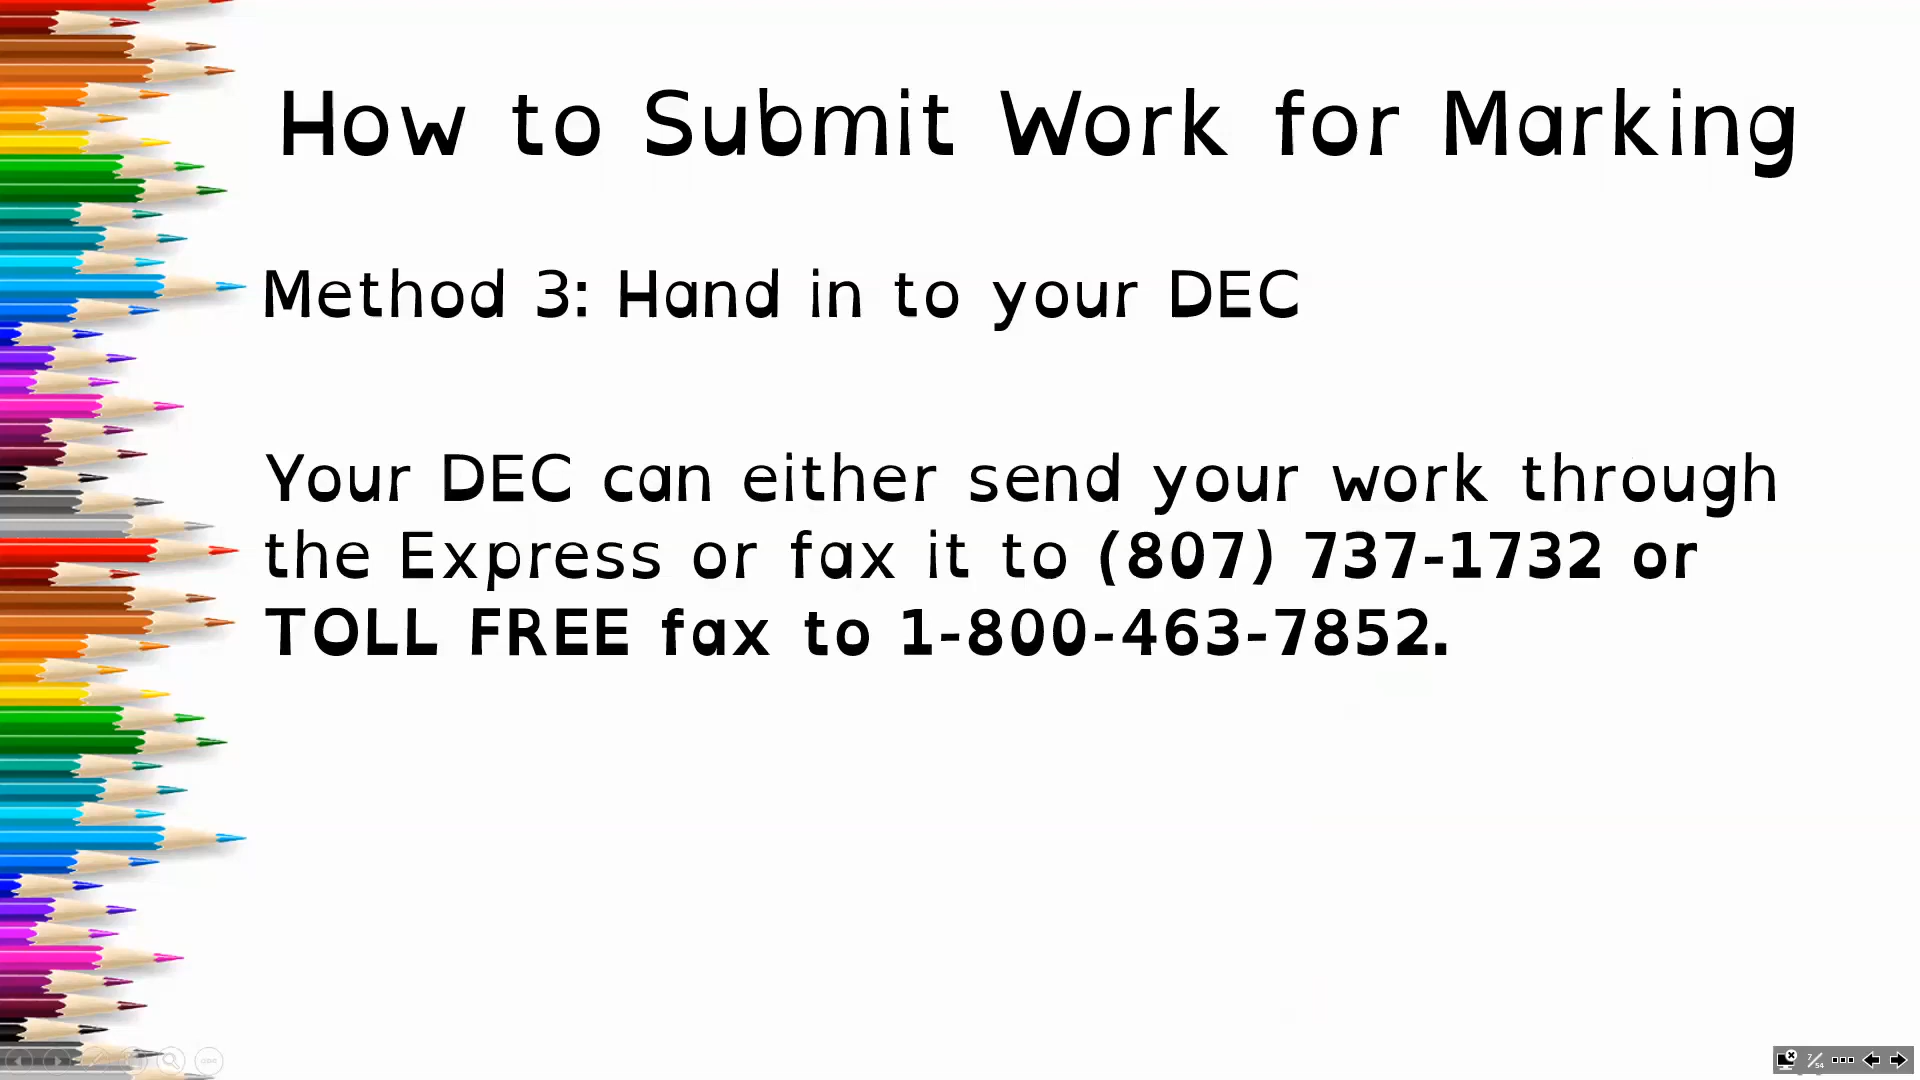 How to Submit Work for Marking
Method 3: Hand in to your DEC
Your DEC can either send your work through
the Express or fax it to (807) 737-1732 or
TOLL FREE fax to 1-800-463-7852.
7/54